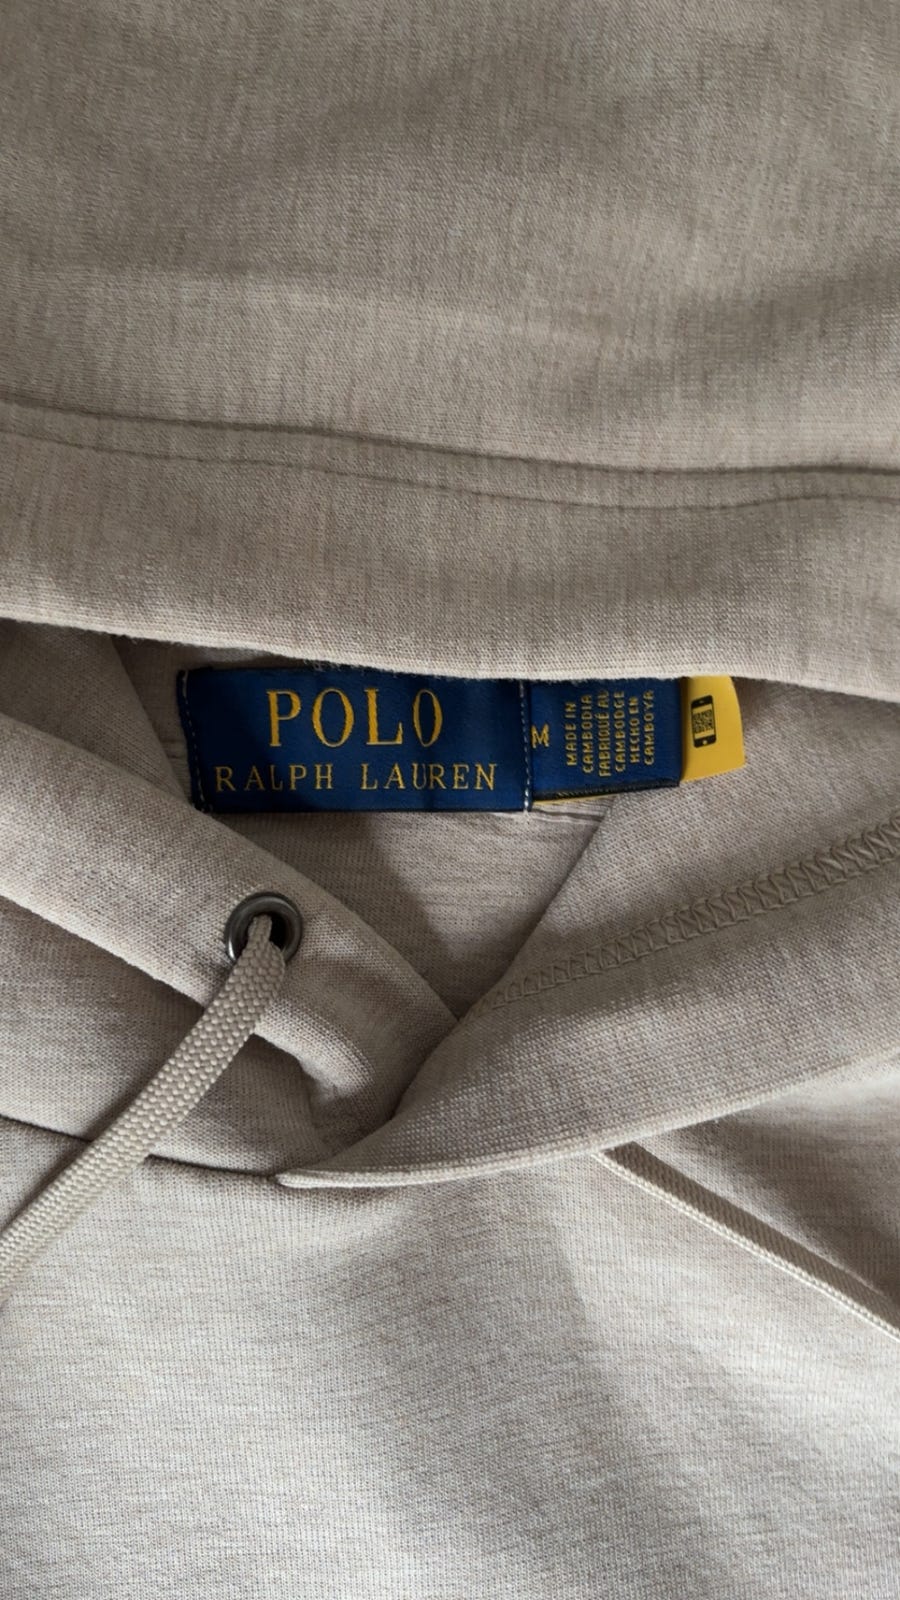 POLO
RALPH LAUREN
M
MADE IN
CAMBODIA
FABRIQUÉ AU
CAMBODGE
HECHO EN
CAMBOYA